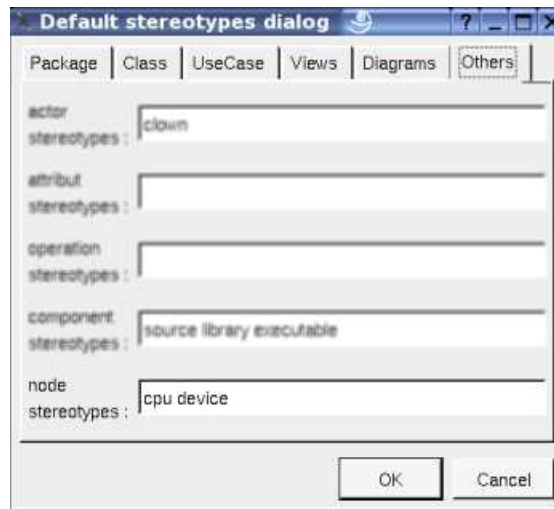 Default stereotypes dialog
Package Class UseCase Views Diagrams Others
actor
stereotypes :
clown
attribut
stereotypes :
operation
stereotypes :
component
stereotypes :
source library executable
node
stereotypes :
cpu device
OK Cancel